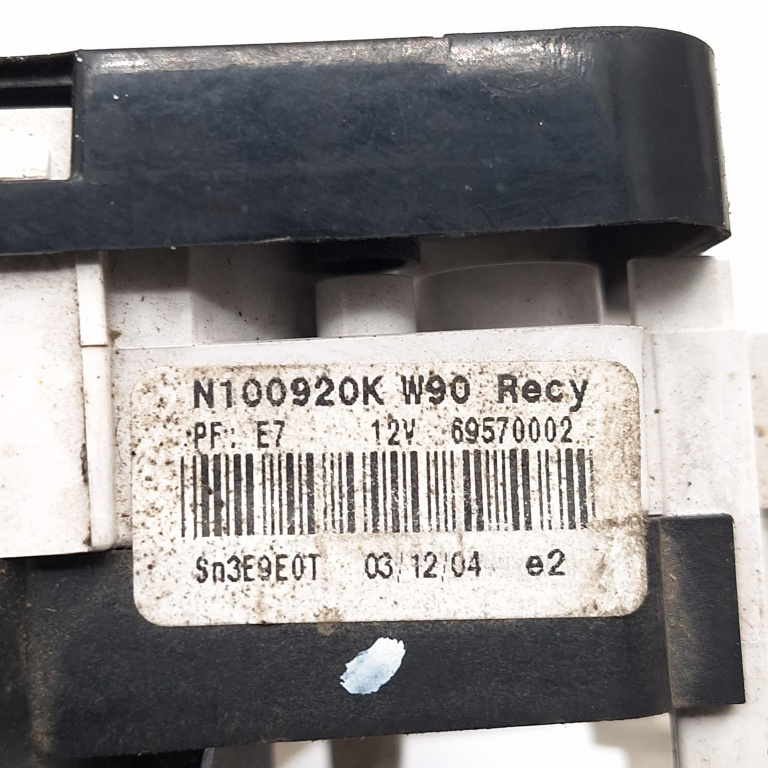 N100920K W90 Recy
PF: E7 12V 69570002
Sn3E9E0T 03/12/04 e2